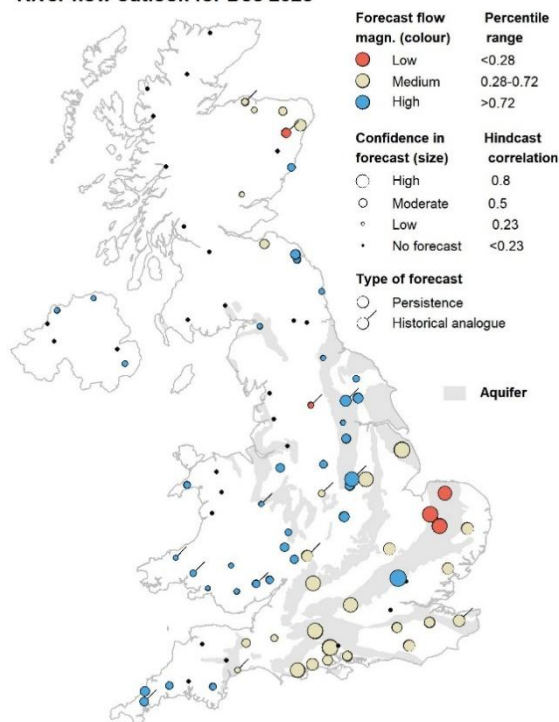 River flow outlook for Dec
Forecast flow magn. (colour)
Percentile range
Low <0.28
Medium 0.28-0.72
High >0.72
Confidence in forecast (size)
Hindcast correlation
High 0.8
Moderate 0.5
Low 0.23
No forecast <0.23
Type of forecast
Persistence
Historical analogue
Aquifer